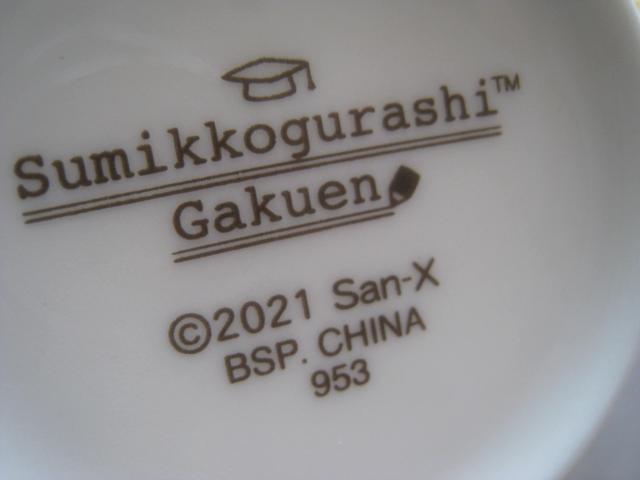 Sumikkogurashi™
Gakuen
©2021 San-X
BSP. CHINA
953